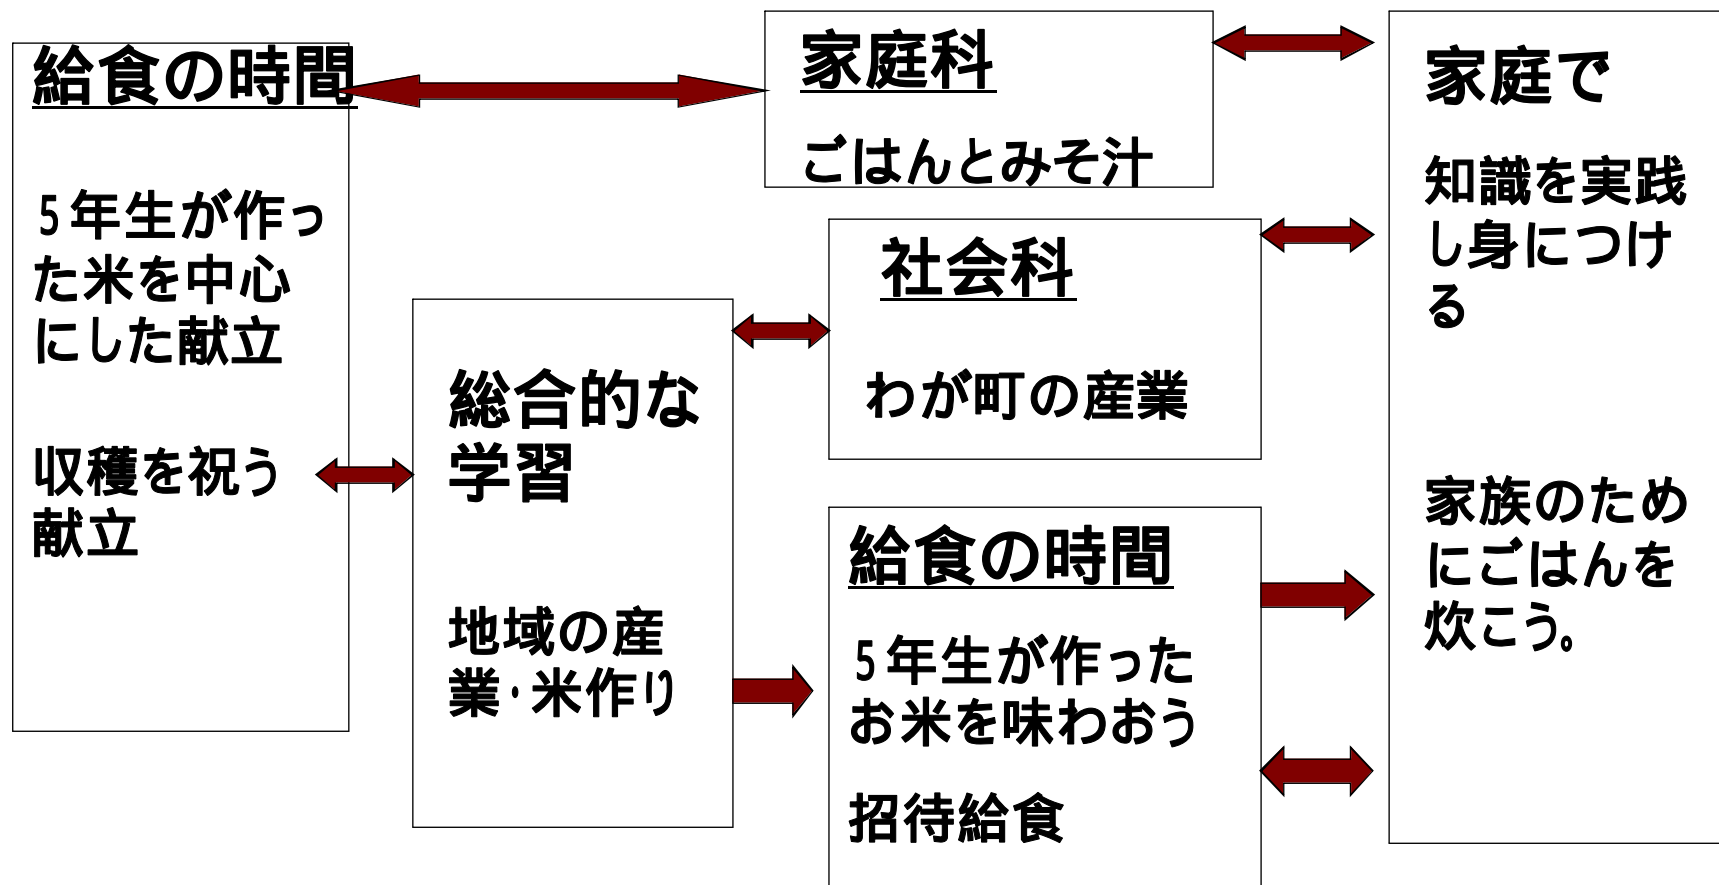 給食の時間
5年生が作っ
た米を中心
にした献立
収穫を祝う
献立
総合的な
学習
地域の産
業・米作り
家庭科
ごはんとみそ汁
社会科
わが町の産業
給食の時間
5年生が作った
お米を味わおう
招待給食
家庭で
知識を実践
し身につけ
る
家族のため
にごはんを
炊こう。